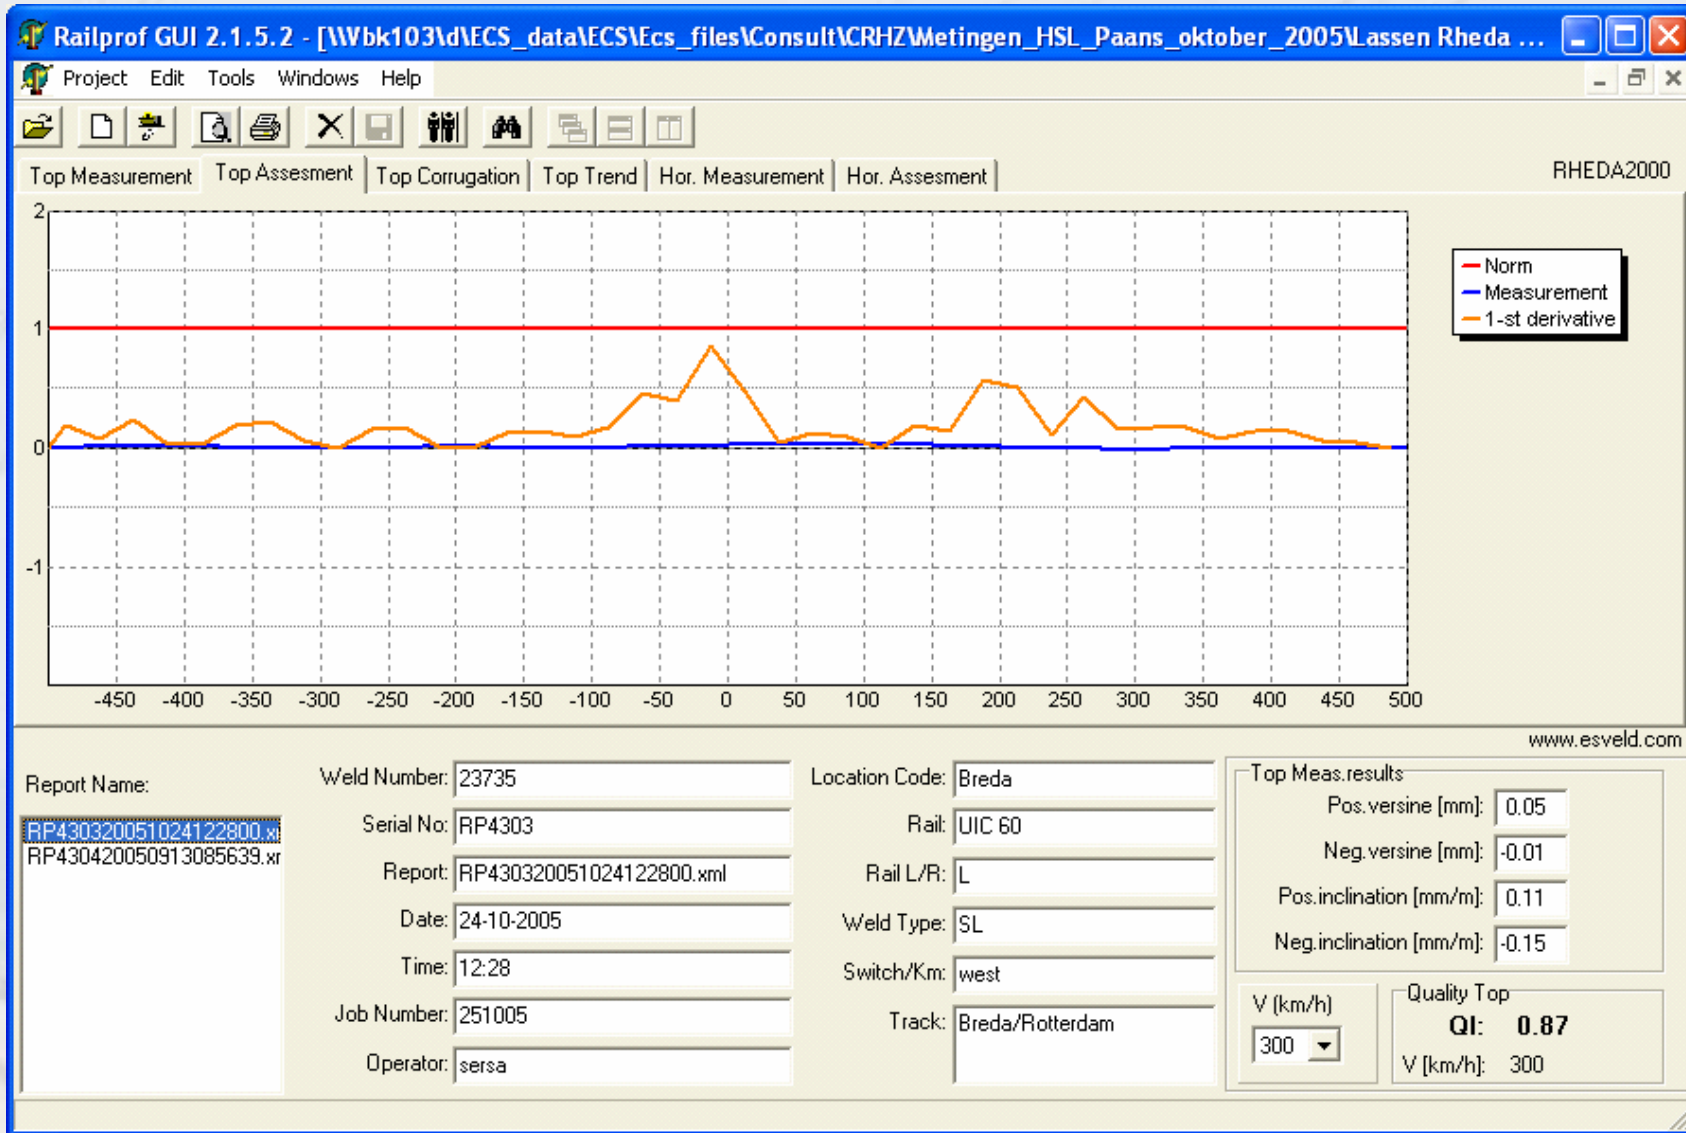 Railprof GUI 2.1.5.2 - [\\Vbk103\d\ECS_data\ECS\Ecs_files\Consult\CRHZ\Metingen_HSL_Paans_oktober_2005\Lassen Rheda ...
Project Edit Tools Windows Help
Top Measurement Top Assesment Top Corrugation Top Trend Hor. Measurement Hor. Assesment RHEDA2000
2
1
0
-1
Norm
Measurement
1-st derivative
-450 -400 -350 -300 -250 -200 -150 -100 -50 0 50 100 150 200 250 300 350 400 450 500
www.esveld.com
Report Name:
RP430320051024122800.xml
RP430420050913085639.xr
Weld Number: 23735
Serial No: RP4303
Report: RP430320051024122800.xml
Date: 24-10-2005
Time: 12:28
Job Number: 251005
Operator: sersa
Location Code: Breda
Rail: UIC 60
Rail L/R: L
Weld Type: SL
Switch/Km: west
Track: Breda/Rotterdam
Top Meas.results
Pos.versine [mm]: 0.05
Neg.versine [mm]: -0.01
Pos.inclination [mm/m]: 0.11
Neg.inclination [mm/m]: -0.15
V (km/h)
300
Quality Top
QI: 0.87
V [km/h]: 300